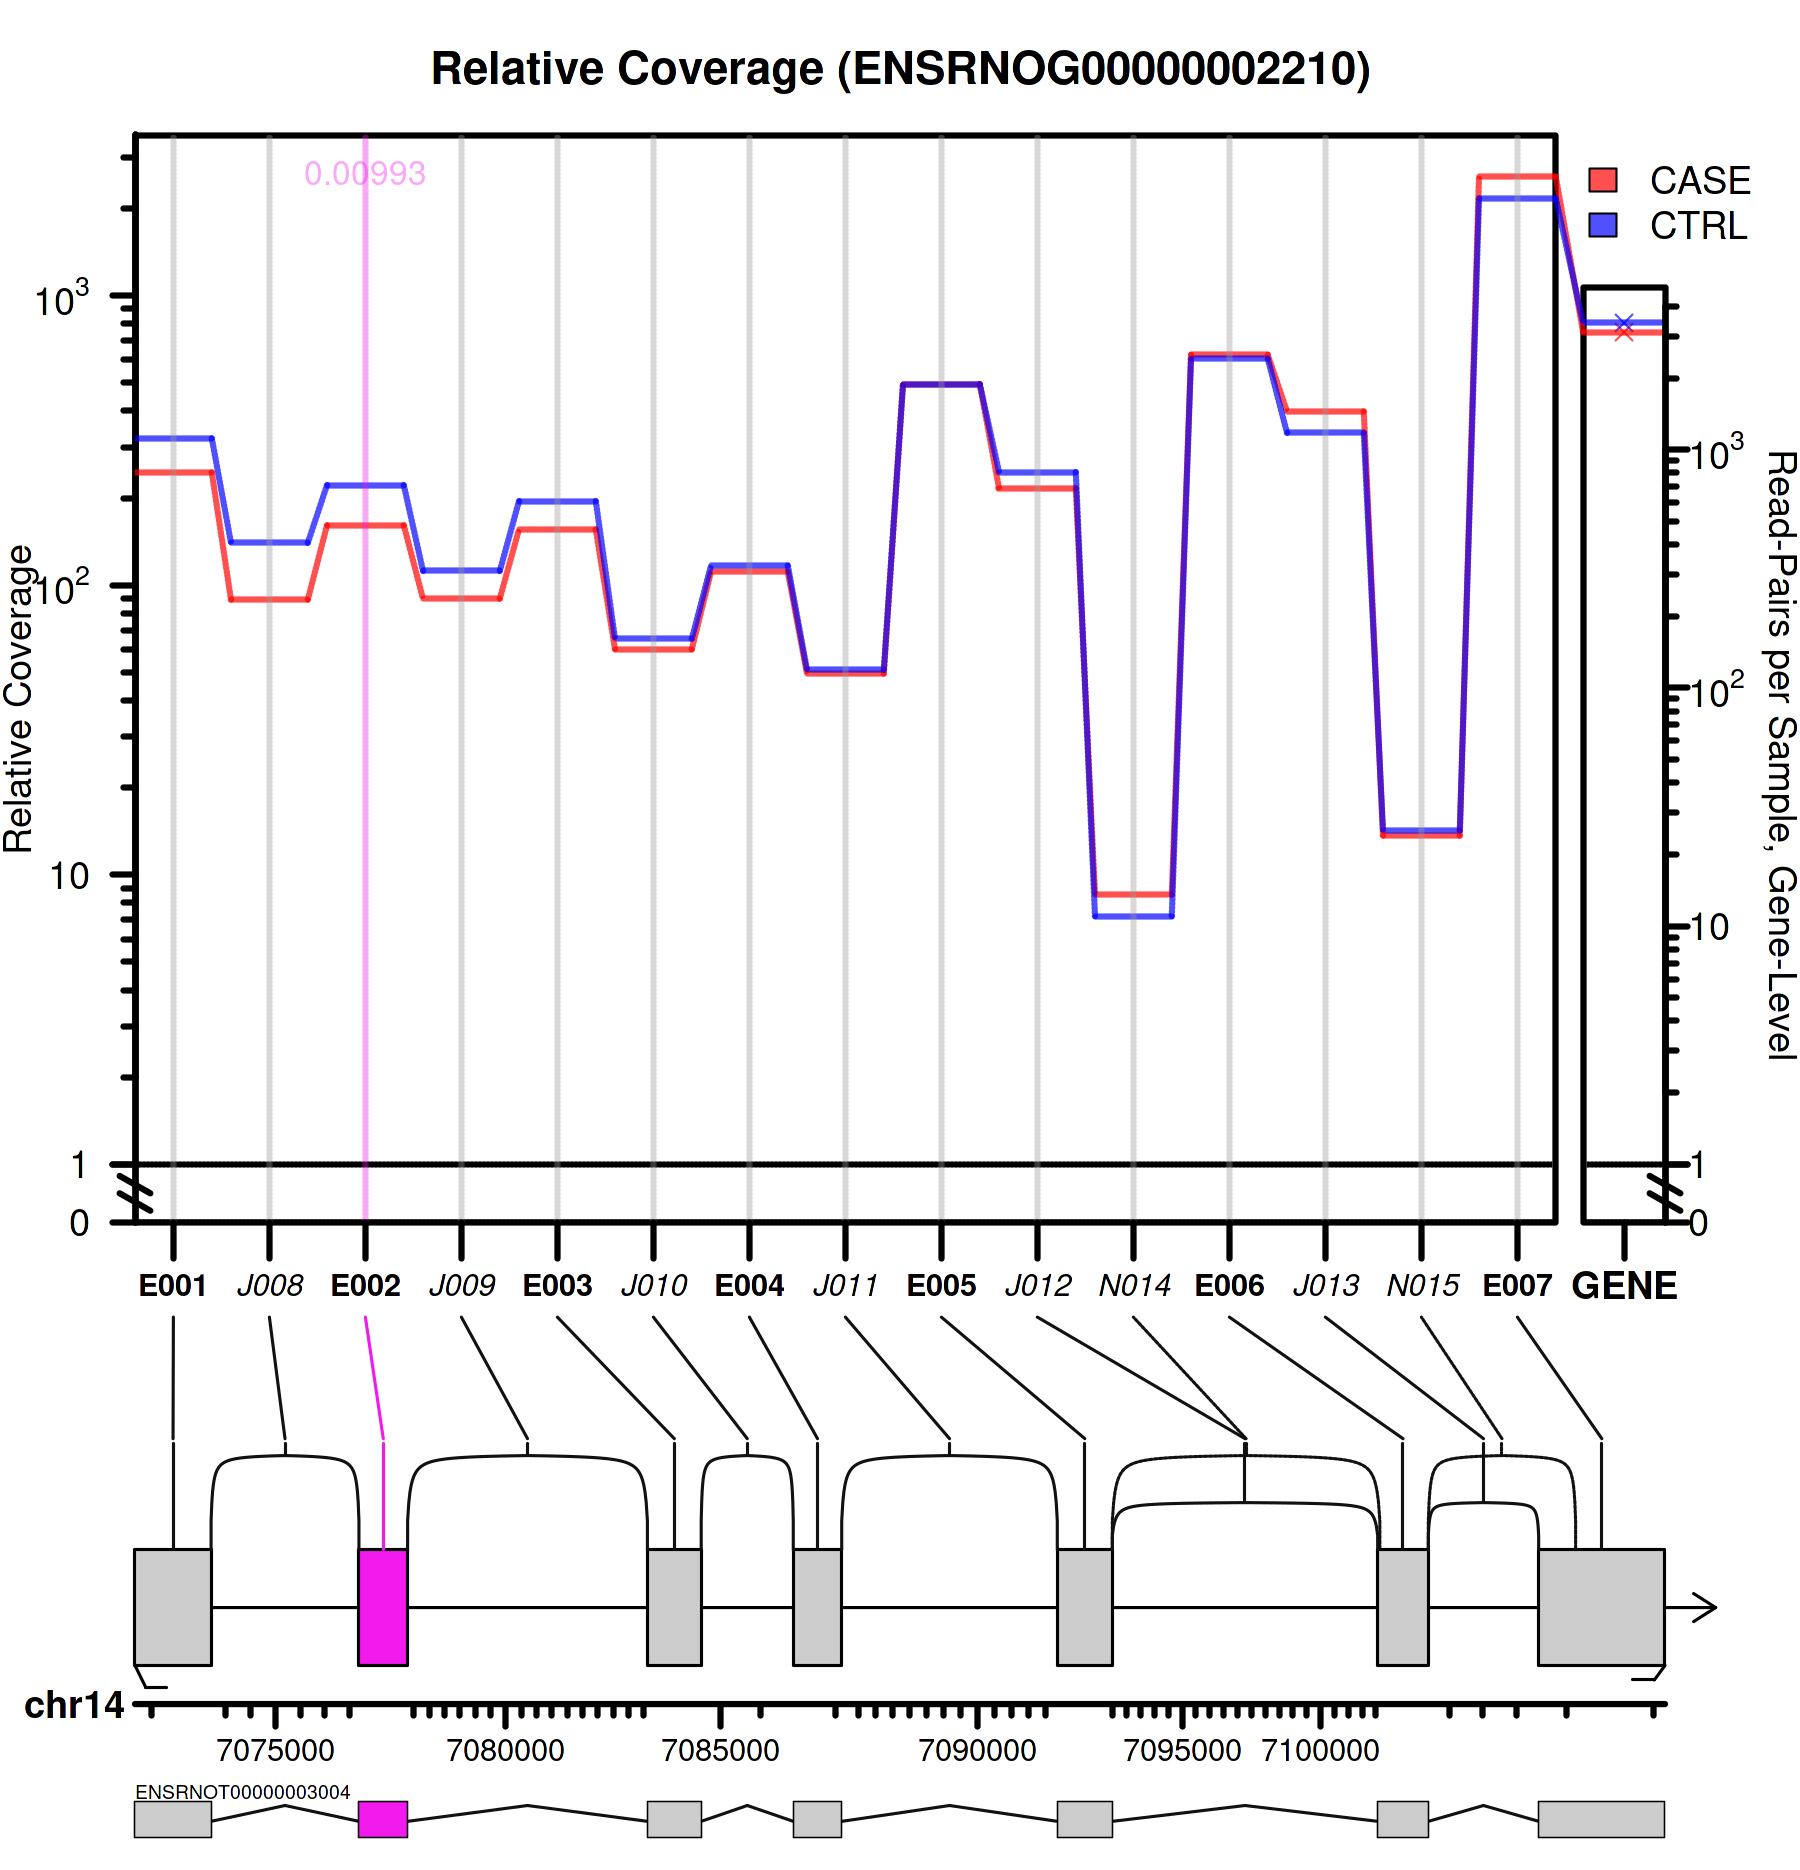 Relative Coverage (ENSRNOG00000002210)
0.00993
CASE
CTRL
Relative Coverage
10³
10²
10
1
0
Read-Pairs per Sample, Gene-Level
10³
10²
10
1
0
E001 J008 E002 J009 E003 J010 E004 J011 E005 J012 N014 E006 J013 N015 E007 GENE
chr14
7075000 7080000 7085000 7090000 7095000 7100000
ENSRNOT00000003004